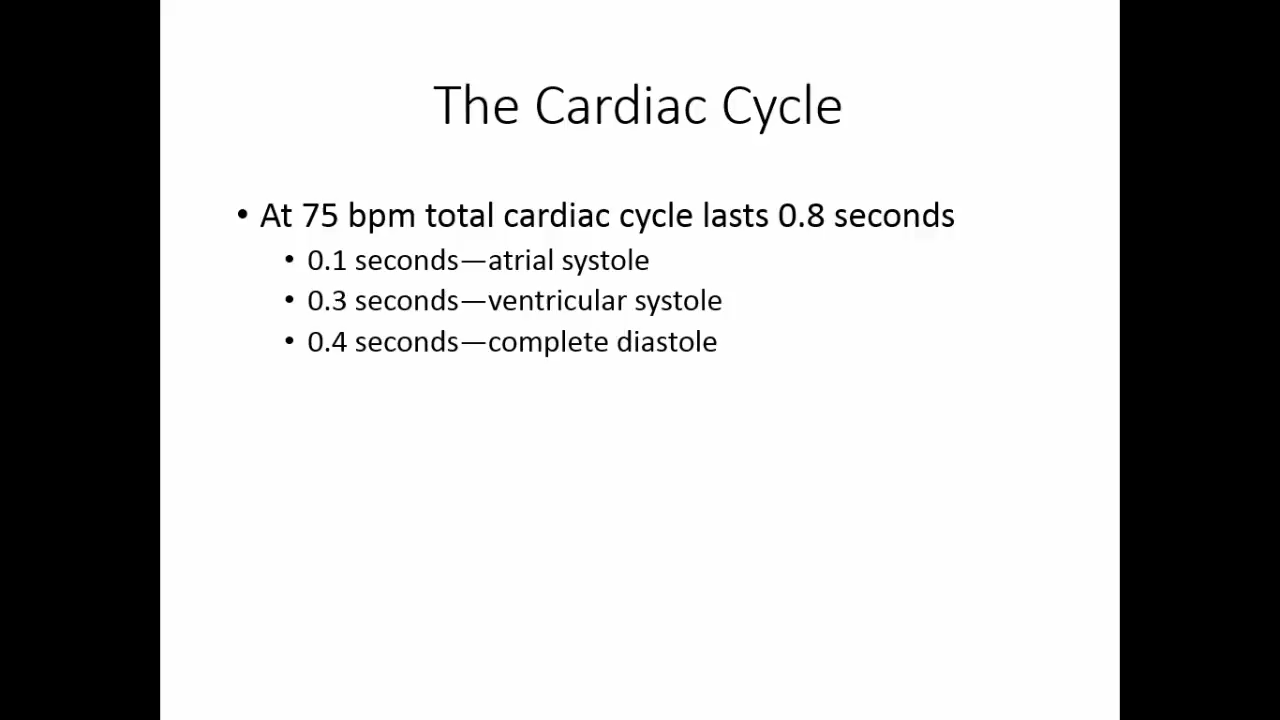 The Cardiac Cycle
• At 75 bpm total cardiac cycle lasts 0.8 seconds
• 0.1 seconds—atrial systole
• 0.3 seconds—ventricular systole
• 0.4 seconds—complete diastole